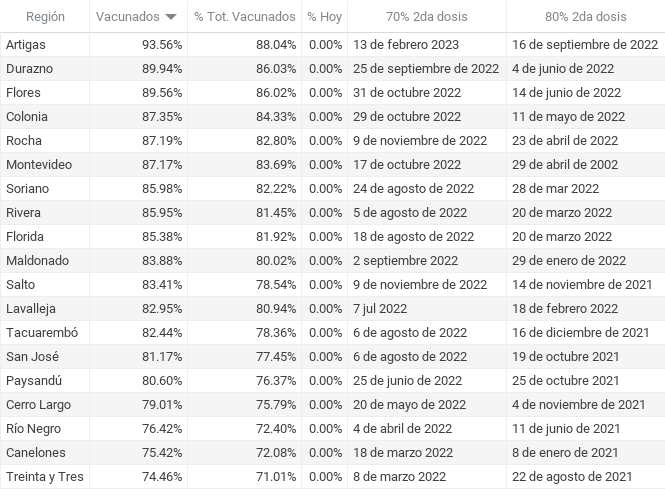 Región Vacunados % Tot. Vacunados % Hoy 70% 2da dosis 80% 2da dosis
Artigas 93.56% 88.04% 0.00% 13 de febrero 2023 16 de septiembre de 2022
Durazno 89.94% 86.03% 0.00% 25 de septiembre de 2022 4 de junio de 2022
Flores 89.56% 86.02% 0.00% 31 de octubre 2022 14 de junio de 2022
Colonia 87.35% 84.33% 0.00% 29 de octubre 2022 11 de mayo de 2022
Rocha 87.19% 82.80% 0.00% 9 de noviembre de 2022 23 de abril de 2022
Montevideo 87.17% 83.69% 0.00% 17 de octubre 2022 29 de abril de 2002
Soriano 85.98% 82.22% 0.00% 24 de agosto de 2022 28 de mar 2022
Rivera 85.95% 81.45% 0.00% 5 de agosto de 2022 20 de marzo 2022
Florida 85.38% 81.92% 0.00% 18 de agosto de 2022 20 de marzo 2022
Maldonado 83.88% 80.02% 0.00% 2 septiembre 2022 29 de enero de 2022
Salto 83.41% 78.54% 0.00% 9 de noviembre de 2022 14 de noviembre de 2021
Lavalleja 82.95% 80.94% 0.00% 7 jul 2022 18 de febrero 2022
Tacuarembó 82.44% 78.36% 0.00% 6 de agosto de 2022 16 de diciembre de 2021
San José 81.17% 77.45% 0.00% 6 de agosto de 2022 19 de octubre 2021
Paysandú 80.60% 76.37% 0.00% 25 de junio de 2022 25 de octubre 2021
Cerro Largo 79.01% 75.79% 0.00% 20 de mayo de 2022 4 de noviembre de 2021
Río Negro 76.42% 72.40% 0.00% 4 de abril de 2022 11 de junio de 2021
Canelones 75.42% 72.08% 0.00% 18 de marzo 2022 8 de enero de 2021
Treinta y Tres 74.46% 71.01% 0.00% 8 de marzo 2022 22 de agosto de 2021